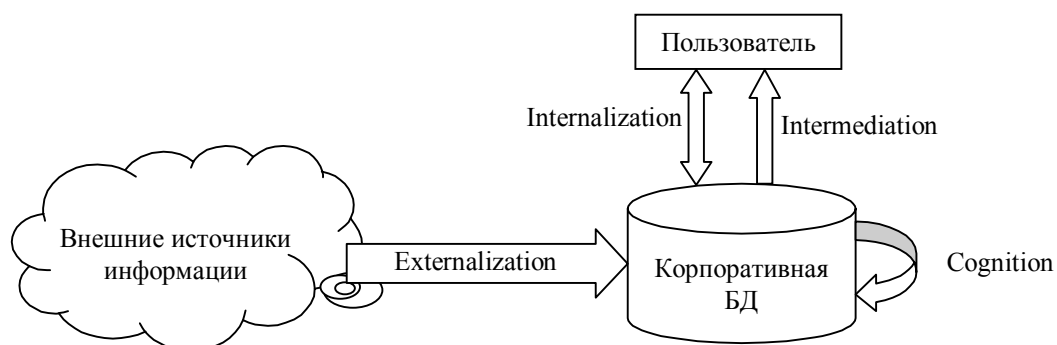 Пользователь
Internalization
Intermediation
Внешние источники
информации
Externalization
Корпоративная
БД
Cognition